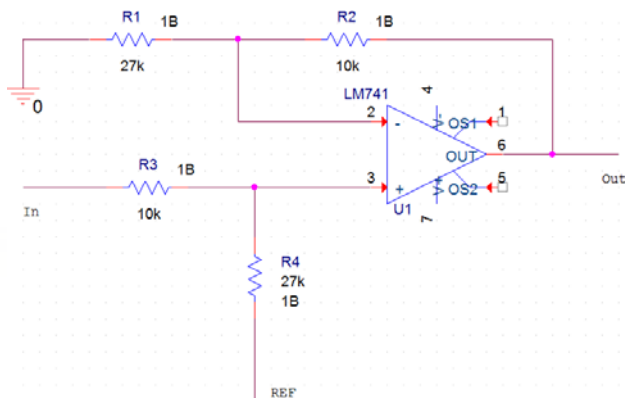 R1
1B
27k
0
R2
1B
10k
LM741
2
-
4
V-
OS1
1
OUT
6
Out
3
+
V+
OS2
5
7
U1
In
R3
1B
10k
R4
27k
1B
REF